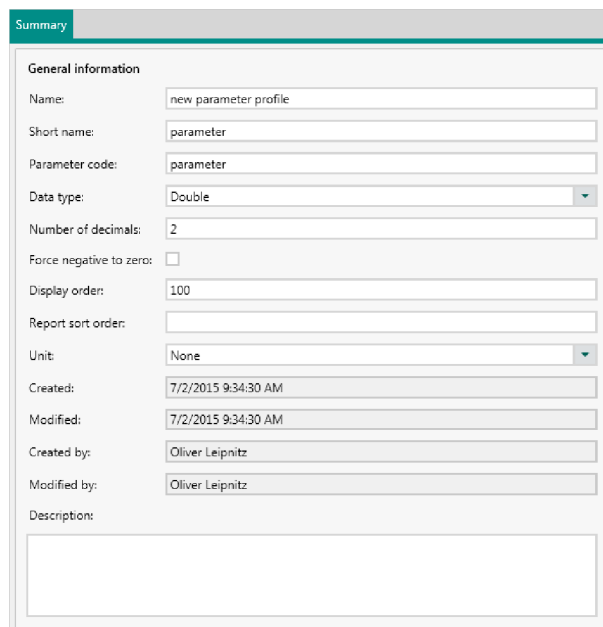 Summary
General information
Name: new parameter profile
Short name: parameter
Parameter code: parameter
Data type: Double
Number of decimals: 2
Force negative to zero:
Display order: 100
Report sort order:
Unit: None
Created: 7/2/2015 9:34:30 AM
Modified: 7/2/2015 9:34:30 AM
Created by: Oliver Leipnitz
Modified by: Oliver Leipnitz
Description: